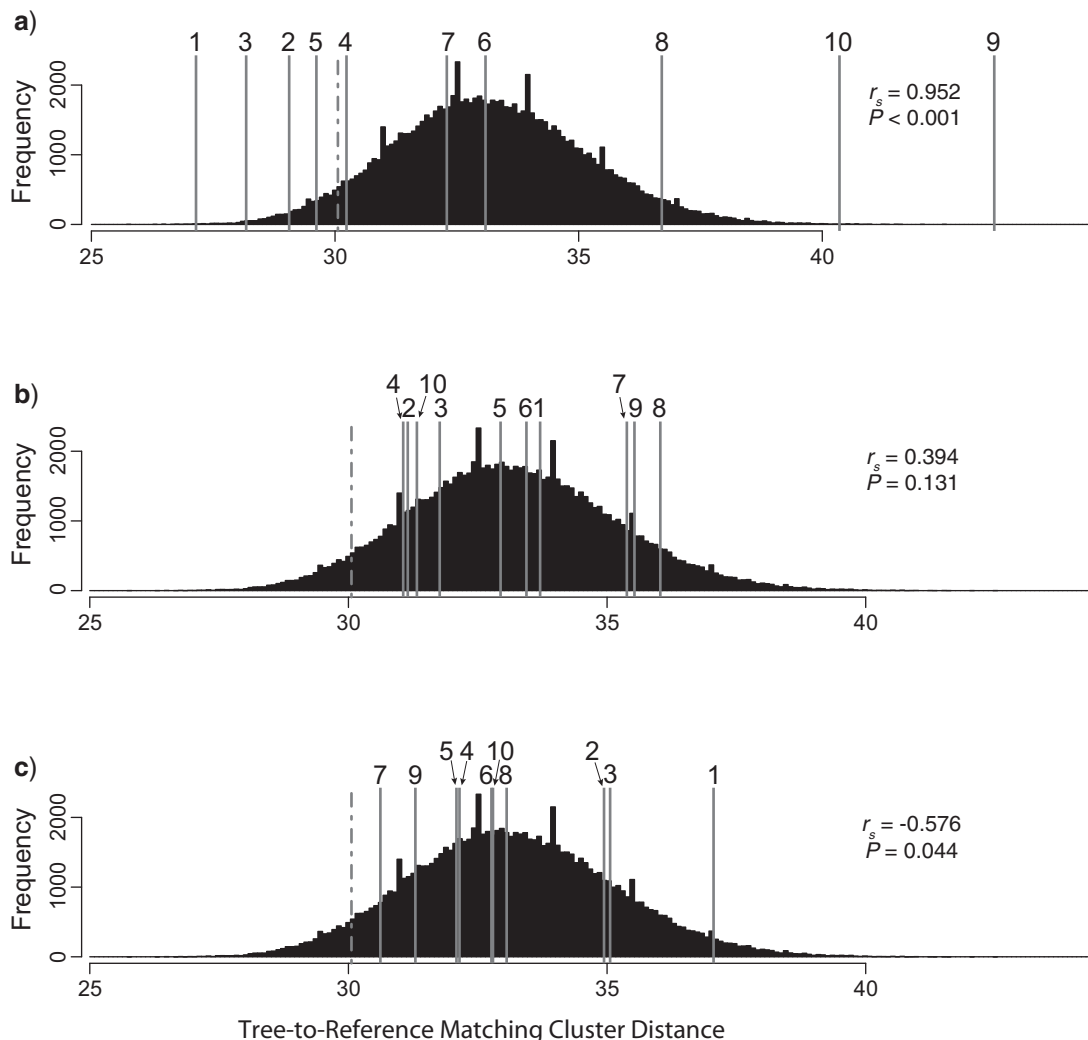 a)
1 3 2 5 4 7 6 8 10 9
Frequency
2000
1000
0
r_s = 0.952
P < 0.001
25 30 35 40
b)
4 10 7
2 3 5 6 1 9 8
Frequency
2000
1000
0
r_s = 0.394
P = 0.131
25 30 35 40
c)
5 4 10 2
7 9 6 8 3 1
Frequency
2000
1000
0
r_s = -0.576
P = 0.044
25 30 35 40
Tree-to-Reference Matching Cluster Distance